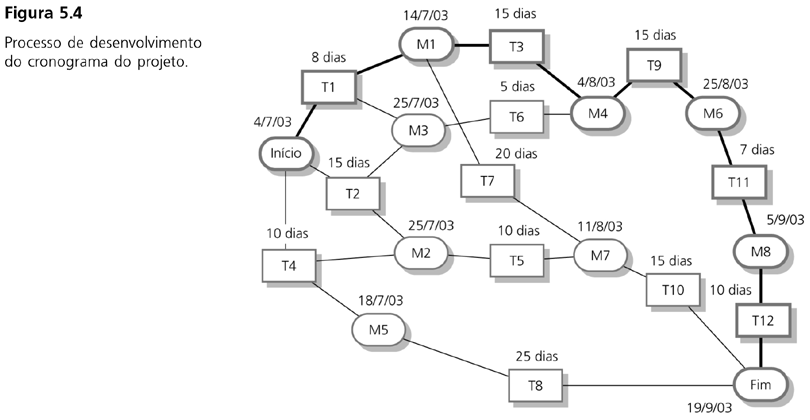 Figura 5.4
Processo de desenvolvimento
do cronograma do projeto.
14/7/03
15 dias
M1
T3
15 dias
8 dias
T9
T1
4/8/03
25/8/03
25/7/03
5 dias
M4
M6
4/7/03
M3
T6
7 dias
Início
15 dias
20 dias
T11
T2
T7
5/9/03
25/7/03
10 dias
11/8/03
10 dias
M2
T5
M7
M8
T4
15 dias
10 dias
T10
18/7/03
T12
M5
25 dias
T8
Fim
19/9/03